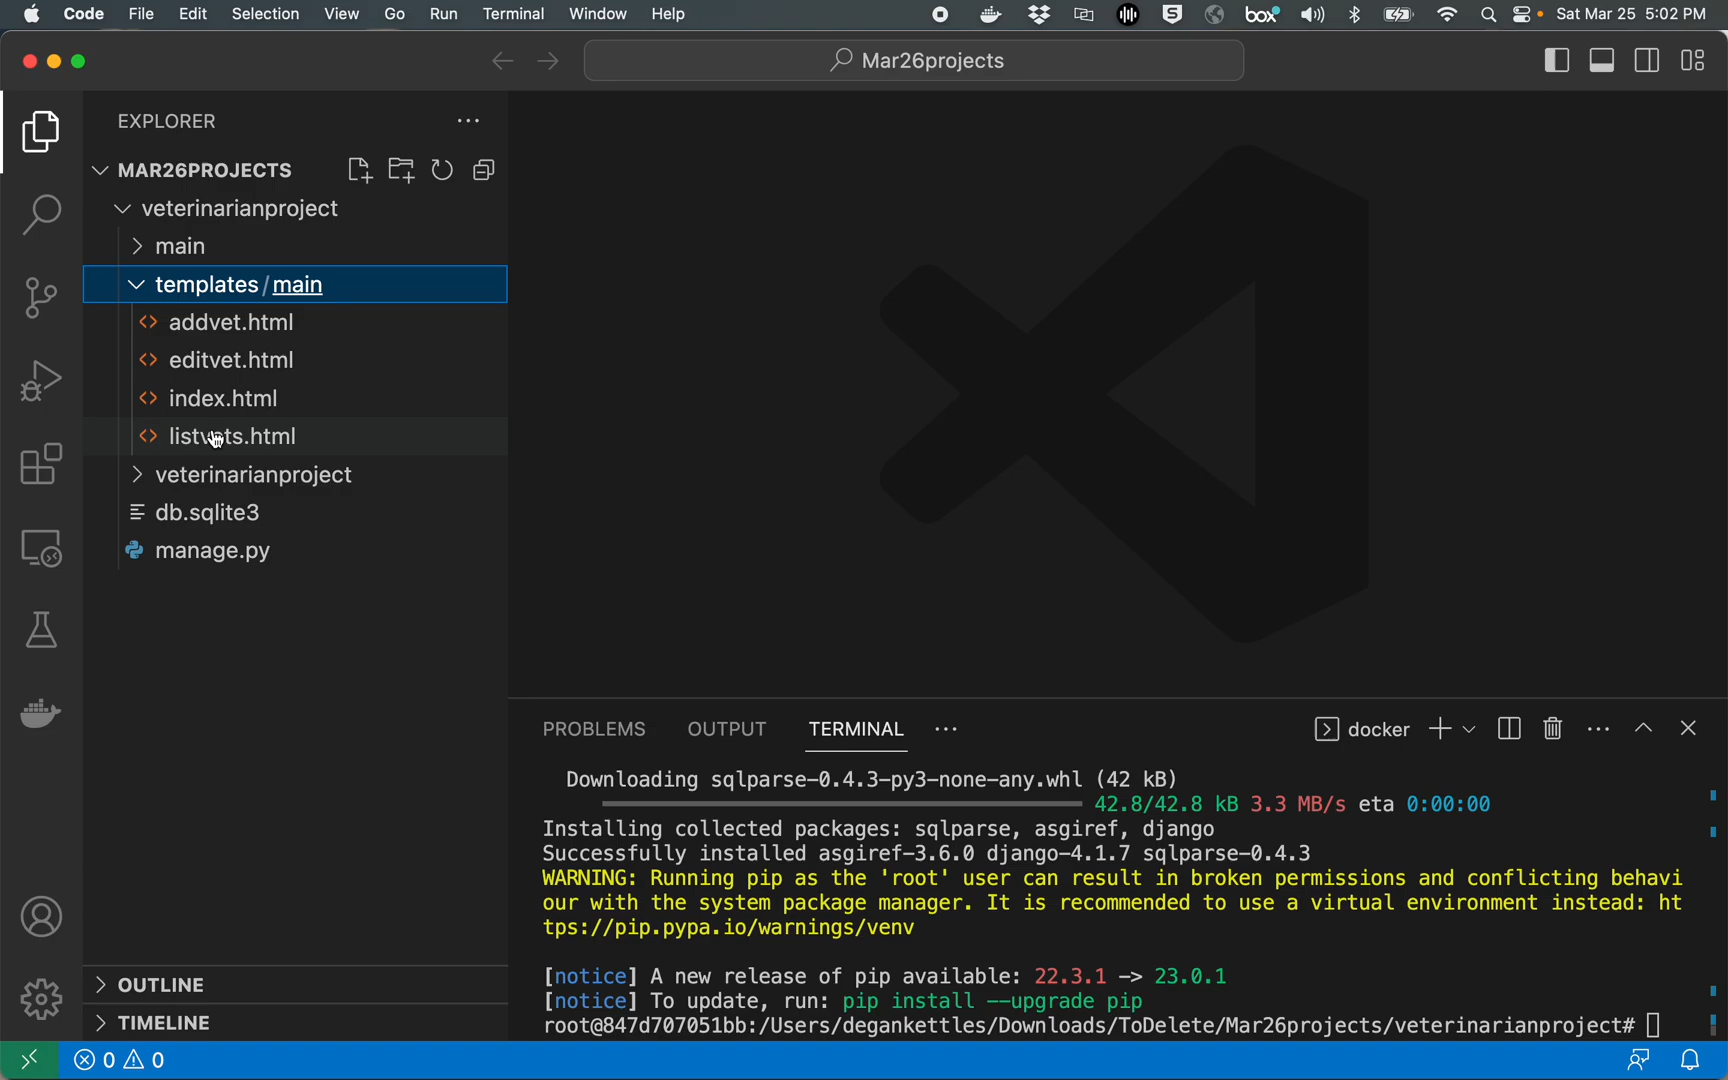 Code File Edit Selection View Go Run Terminal Window Help box Sat Mar 25 5:02 PM
Mar26projects
EXPLORER
MAR26PROJECTS
veterinarianproject
main
templates/main
addvet.html
editvet.html
index.html
listvets.html
veterinarianproject
db.sqlite3
manage.py
OUTLINE
TIMELINE
PROBLEMS OUTPUT TERMINAL docker
Downloading sqlparse-0.4.3-py3-none-any.whl (42 kB)
42.8/42.8 kB 3.3 MB/s eta 0:00:00
Installing collected packages: sqlparse, asgiref, django
Successfully installed asgiref-3.6.0 django-4.1.7 sqlparse-0.4.3
WARNING: Running pip as the 'root' user can result in broken permissions and conflicting behavi
our with the system package manager. It is recommended to use a virtual environment instead: ht
tps://pip.pypa.io/warnings/venv
[notice] A new release of pip available: 22.3.1 -> 23.0.1
[notice] To update, run: pip install --upgrade pip
root@847d707051bb:/Users/degankettles/Downloads/ToDelete/Mar26projects/veterinarianproject#
0 0